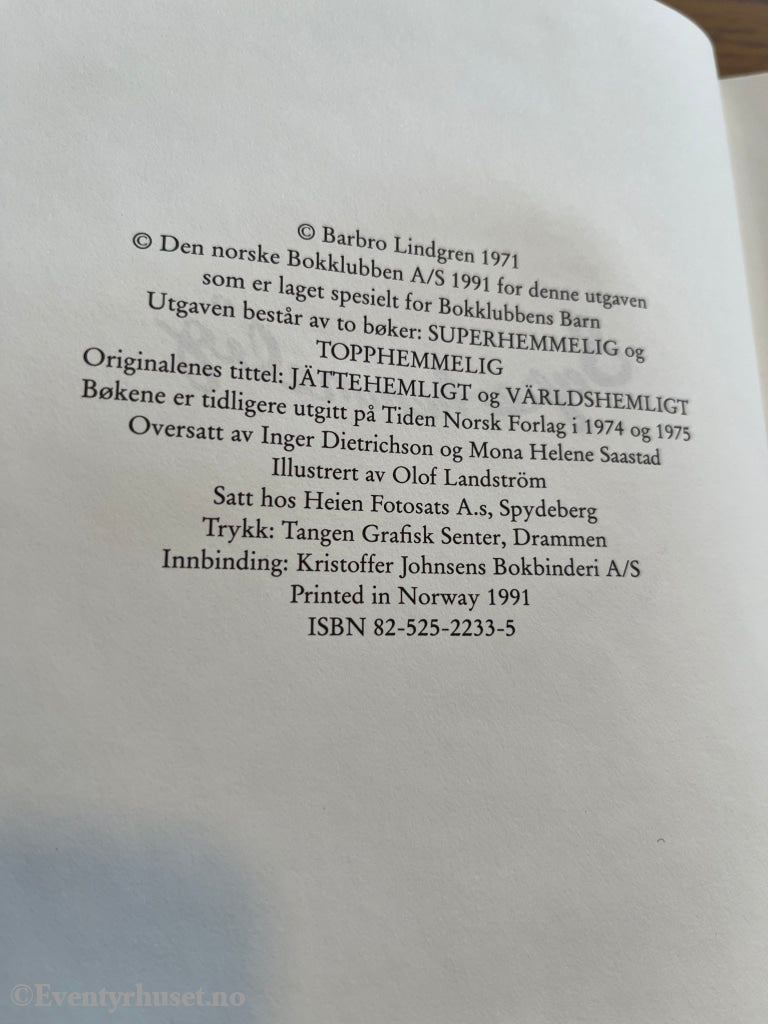 © Barbro Lindgren 1971
© Den norske Bokklubben A/S 1991 for denne utgaven
som er laget spesielt for Bokklubbens Barn
Utgaven består av to bøker: SUPERHEMMELIG og
TOPPHEMMELIG
Originalenes tittel: JÄTTEHEMLIGT og VÄRLDSHEMLIGT
Bøkene er tidligere utgitt på Tiden Norsk Forlag i 1974 og 1975
Oversatt av Inger Dietrichson og Mona Helene Saastad
Illustrert av Olof Landström
Satt hos Heien Fotosats A.s, Spydeberg
Trykk: Tangen Grafisk Senter, Drammen
Innbinding: Kristoffer Johnsens Bokbinderi A/S
Printed in Norway 1991
ISBN 82-525-2233-5
©Eventyrhuset.no